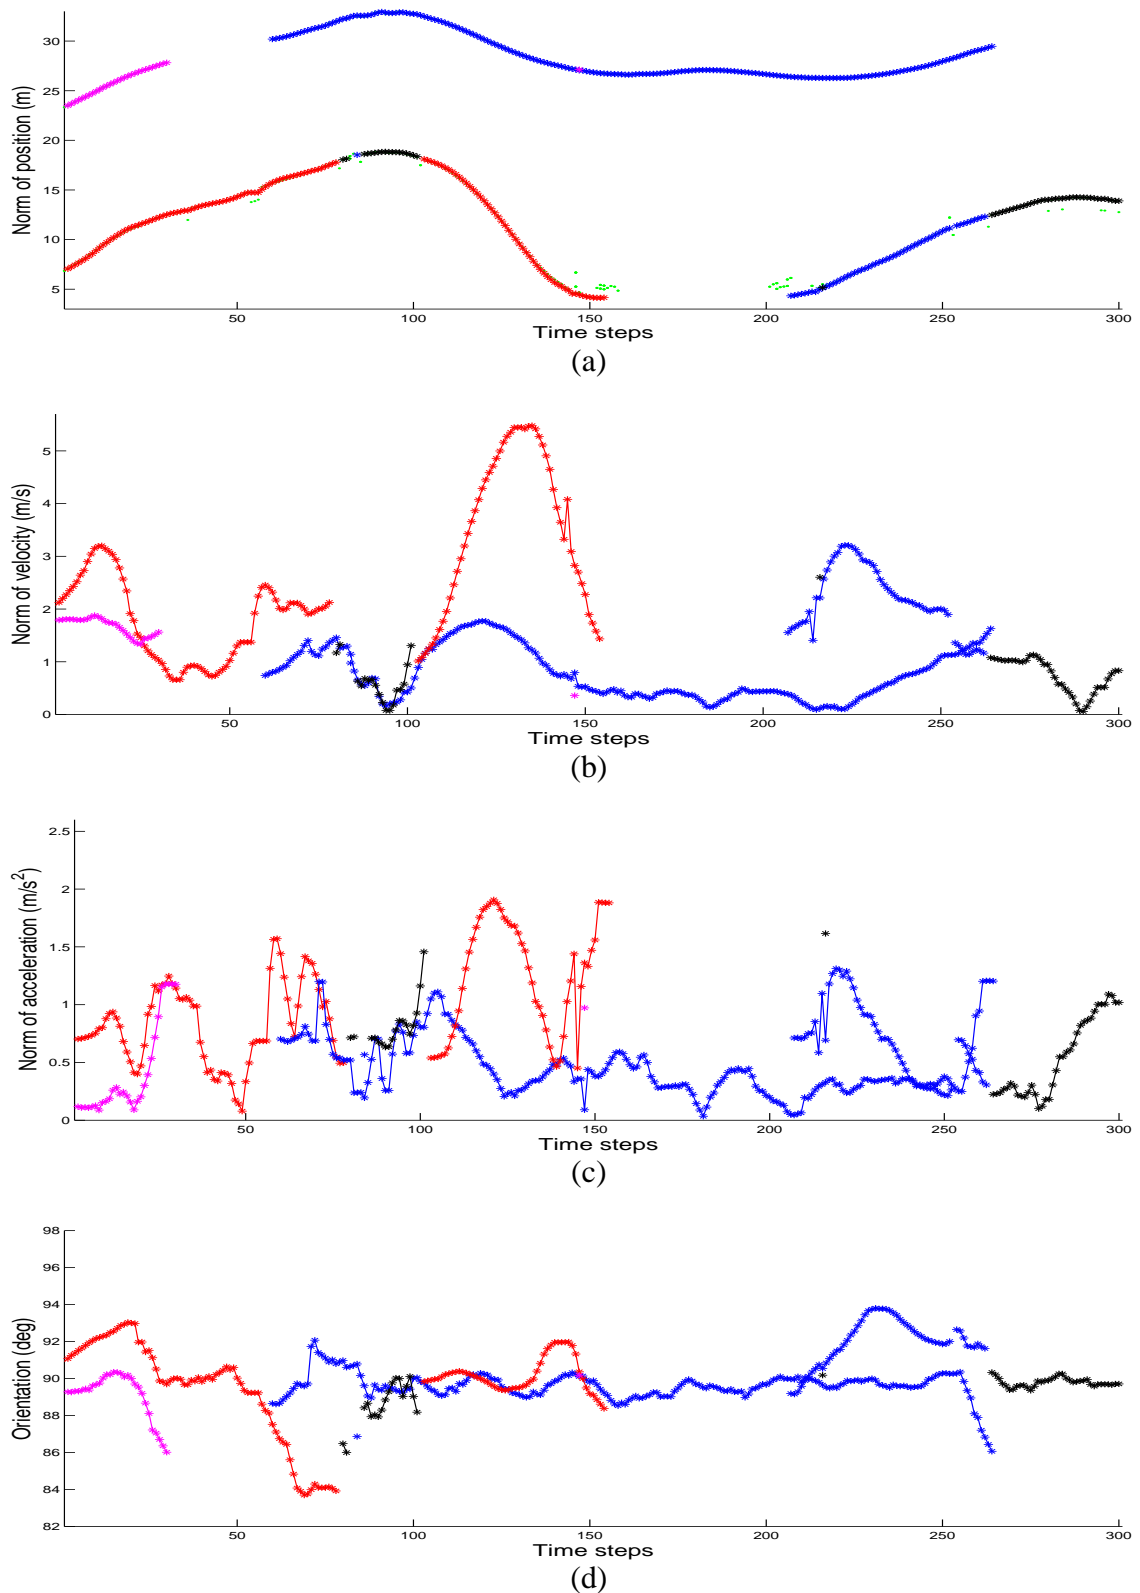 30
25
20
15
10
5
Norm of position (m)
50 100 150 200 250 300
Time steps
(a)
5
4
3
2
1
0
Norm of velocity (m/s)
50 100 150 200 250 300
Time steps
(b)
2.5
2
1.5
1
0.5
0
Norm of acceleration (m/s²)
50 100 150 200 250 300
Time steps
(c)
98
96
94
92
90
88
86
84
82
Orientation (deg)
50 100 150 200 250 300
Time steps
(d)